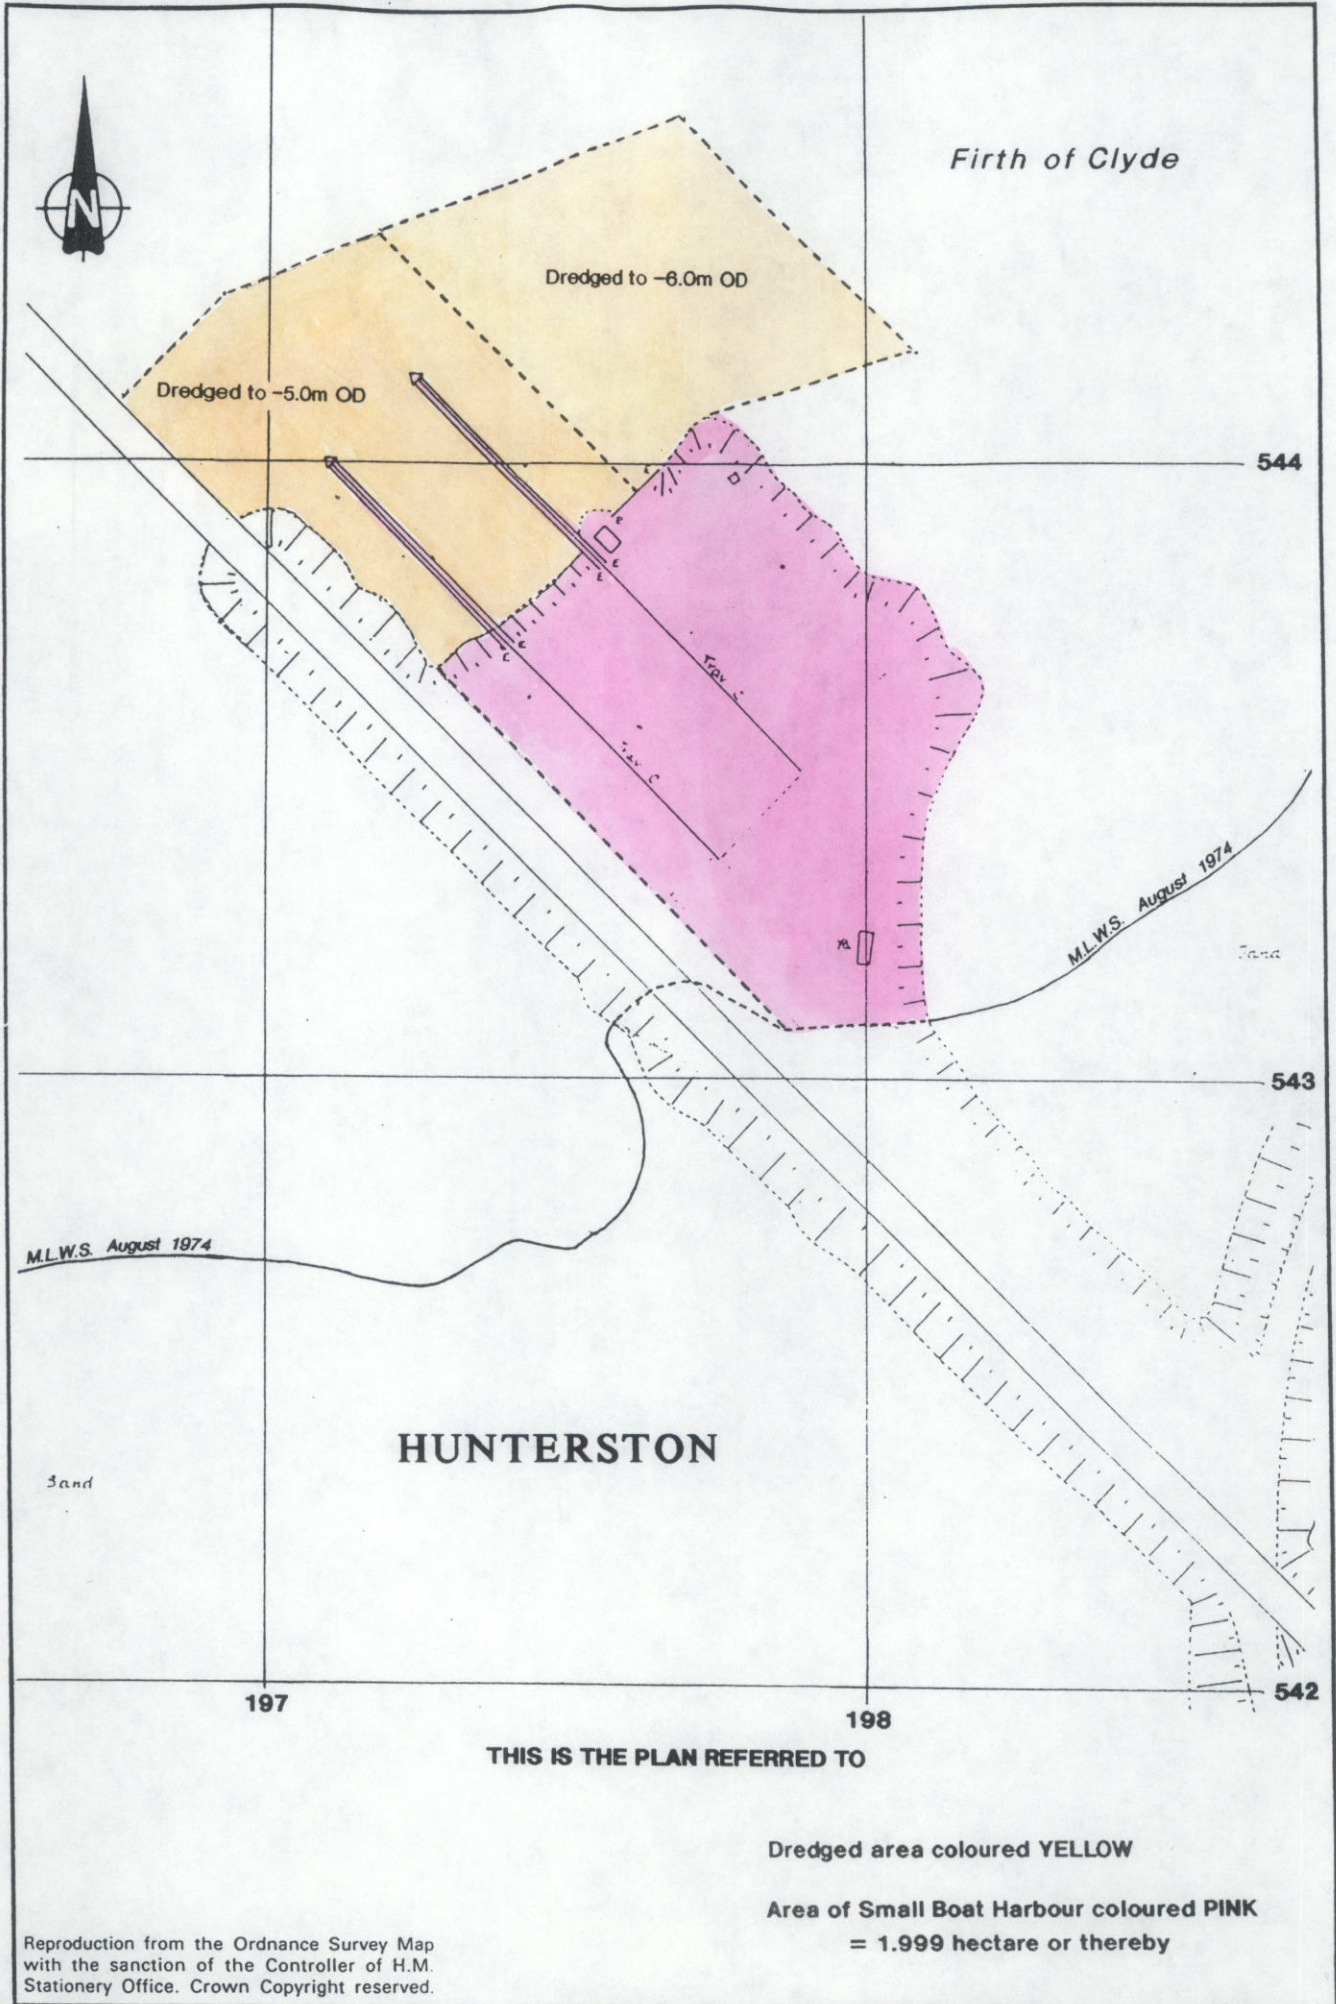 N
Firth of Clyde
Dredged to -6.0m OD
Dredged to -5.0m OD
544
Trav
M.L.W.S. August 1974
543
M.L.W.S. August 1974
HUNTERSTON
Sand
542
197
198
THIS IS THE PLAN REFERRED TO
Dredged area coloured YELLOW
Area of Small Boat Harbour coloured PINK
= 1.999 hectare or thereby
Reproduction from the Ordnance Survey Map
with the sanction of the Controller of H.M.
Stationery Office. Crown Copyright reserved.